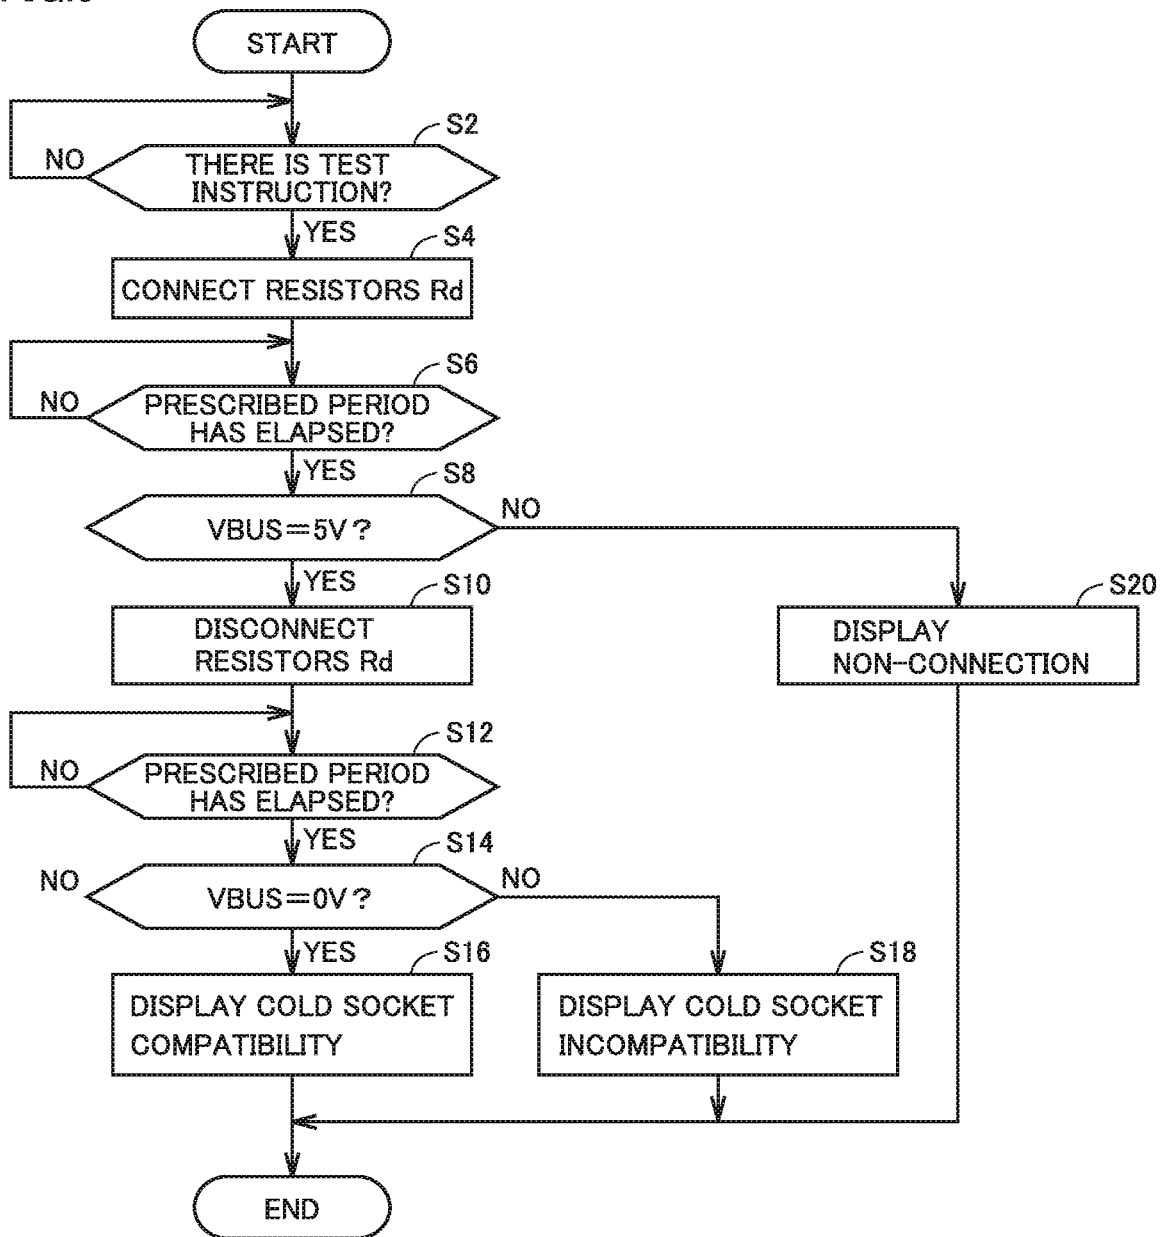 START
S2
NO
THERE IS TEST
INSTRUCTION?
YES
S4
CONNECT RESISTORS Rd
S6
NO
PRESCRIBED PERIOD
HAS ELAPSED?
YES
S8
NO
VBUS=5V?
YES
S10
S20
DISCONNECT
RESISTORS Rd
DISPLAY
NON-CONNECTION
S12
NO
PRESCRIBED PERIOD
HAS ELAPSED?
YES
S14
NO
NO
VBUS=0V?
YES
S16
S18
DISPLAY COLD SOCKET
COMPATIBILITY
DISPLAY COLD SOCKET
INCOMPATIBILITY
END